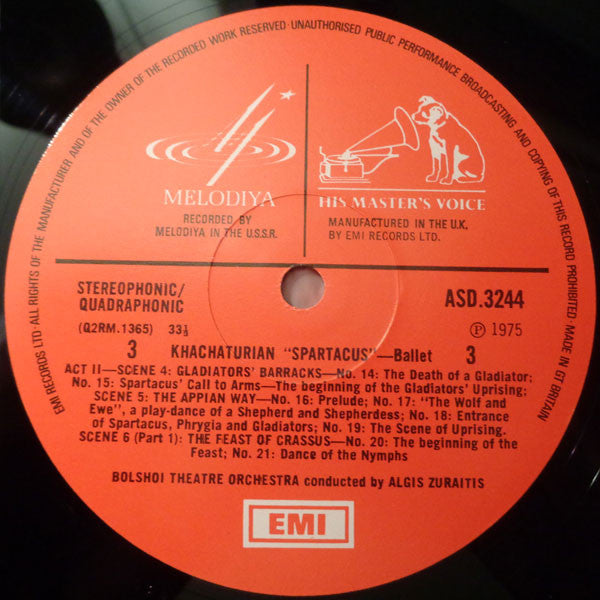 EMI RECORDS LTD·ALL RIGHTS OF THE MANUFACTURER AND OF THE OWNER OF THE RECORDED WORK RESERVED·UNAUTHORISED PUBLIC PERFORMANCE BROADCASTING AND COPYING OF THIS RECORD PROHIBITED·MADE IN GT BRITAIN
MELODIYA
RECORDED BY
MELODIYA IN THE U.S.S.R.
HIS MASTER'S VOICE
MANUFACTURED IN THE U.K.
BY EMI RECORDS LTD.
STEREOPHONIC/
QUADRAPHONIC
(Q2RM.1365) 33⅓
ASD.3244
Ⓟ 1975
3 KHACHATURIAN "SPARTACUS"—Ballet 3
ACT II—SCENE 4: GLADIATORS' BARRACKS—No. 14: The Death of a Gladiator;
No. 15: Spartacus' Call to Arms—The beginning of the Gladiators' Uprising;
SCENE 5: THE APPIAN WAY—No. 16: Prelude; No. 17: "The Wolf and
Ewe", a play-dance of a Shepherd and Shepherdess; No. 18: Entrance
of Spartacus, Phrygia and Gladiators; No. 19: The Scene of Uprising.
SCENE 6 (Part 1): THE FEAST OF CRASSUS—No. 20: The beginning of the
Feast; No. 21: Dance of the Nymphs
BOLSHOI THEATRE ORCHESTRA conducted by ALGIS ZURAITIS
EMI